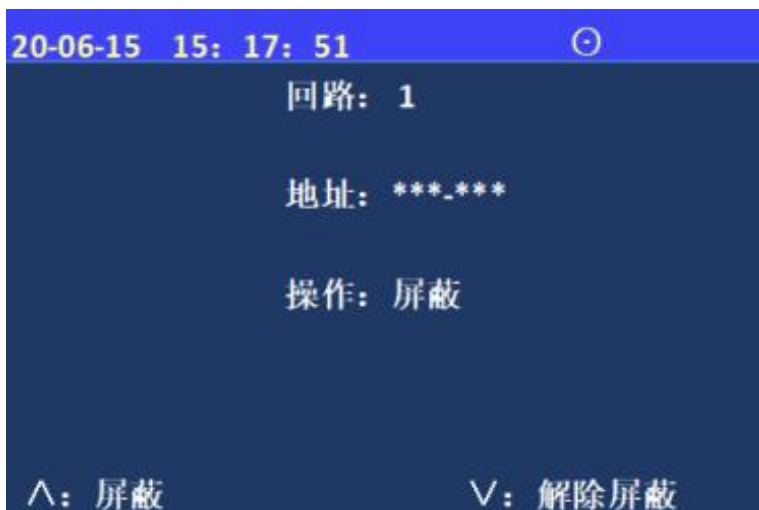 20-06-15 15：17：51
回路： 1
地址： ***-***
操作： 屏蔽
∧： 屏蔽 ∨： 解除屏蔽